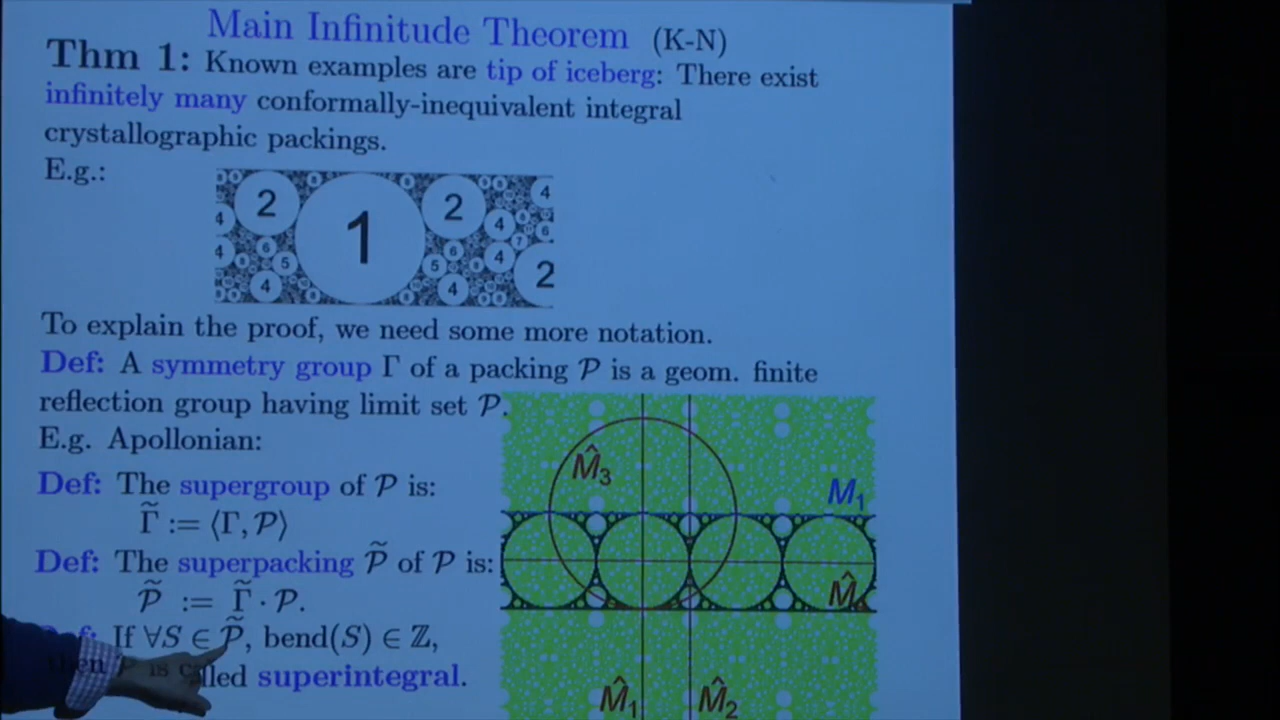 Main Infinitude Theorem (K-N)
Thm 1: Known examples are tip of iceberg: There exist
infinitely many conformally-inequivalent integral
crystallographic packings.
E.g.:
2 1 2 4
4 4 6
4 6 5 5 6 4 7 2
4 4
To explain the proof, we need some more notation.
Def: A symmetry group Γ of a packing 𝒫 is a geom. finite
reflection group having limit set 𝒫.
E.g. Apollonian:
M̂₃
M₁
Def: The supergroup of 𝒫 is:
Γ̃ := ⟨Γ, 𝒫⟩
Def: The superpacking 𝒫̃ of 𝒫 is:
M̂
𝒫̃ := Γ̃ · 𝒫.
If ∀S ∈ 𝒫̃, bend(S) ∈ ℤ,
is called superintegral.
M̂₁ M̂₂